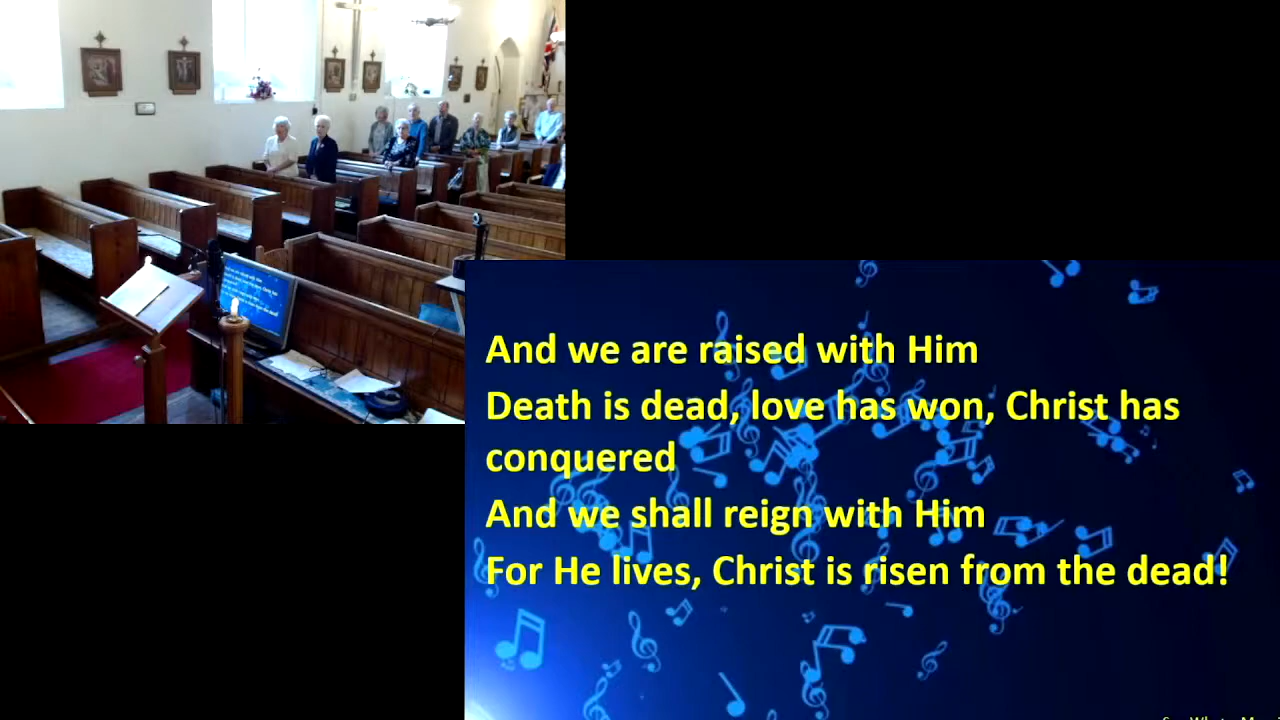 And we are raised with Him
Death is dead, love has won, Christ has
conquered
And we shall reign with Him
For He lives, Christ is risen from the dead!